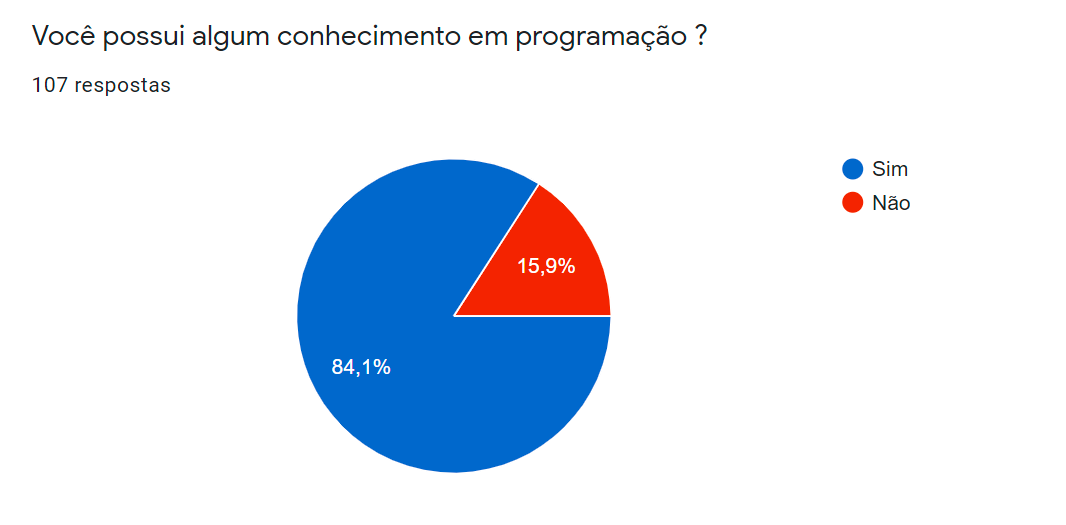 Você possui algum conhecimento em programação ?
107 respostas
Sim
Não
15,9%
84,1%